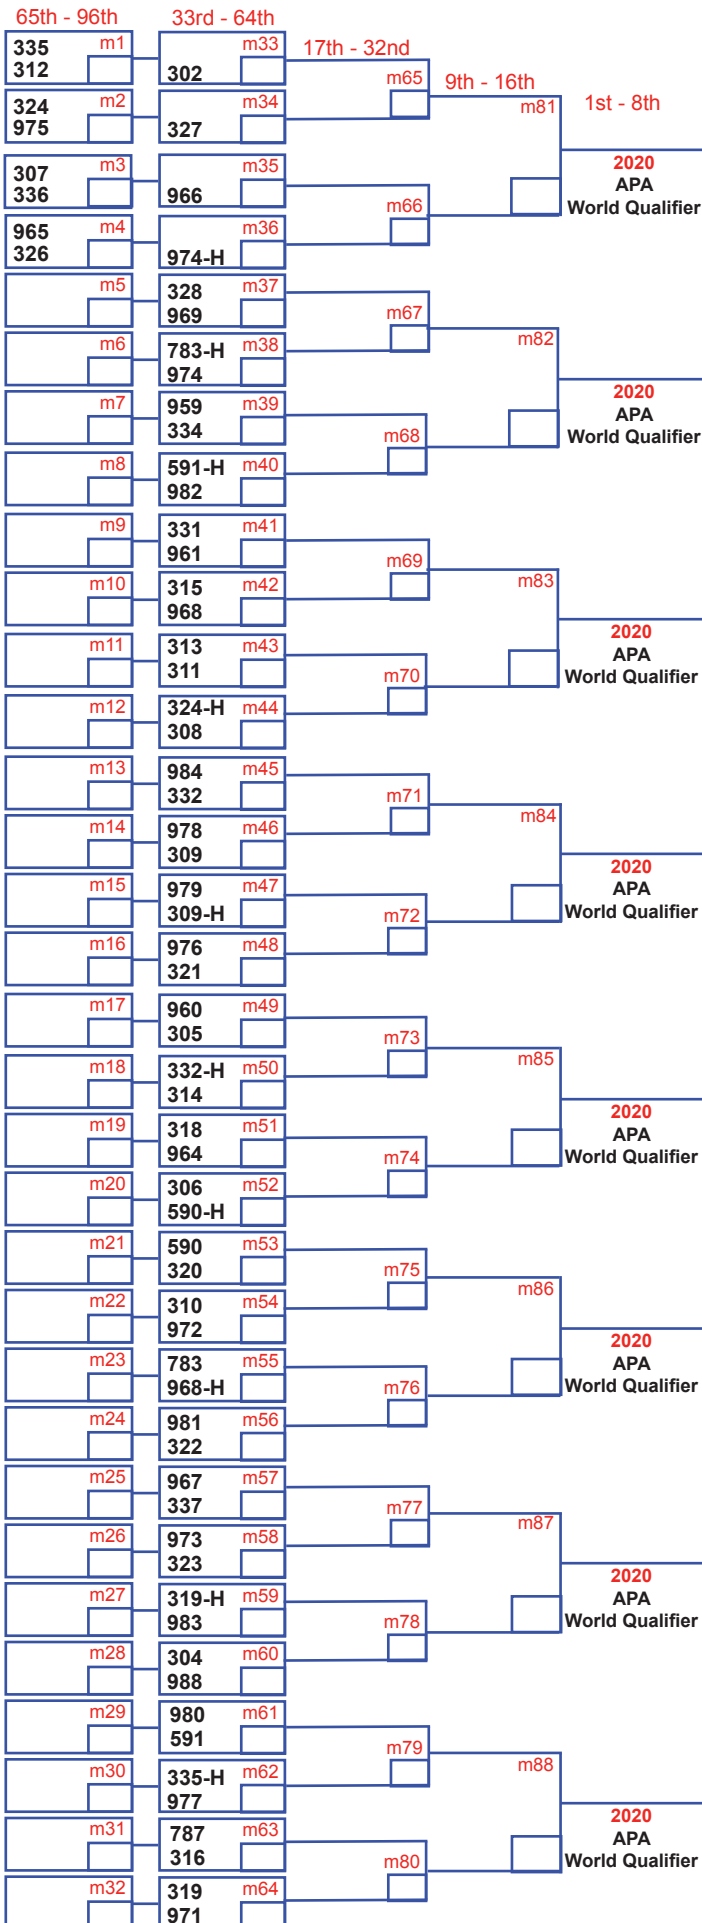 65th - 96th
33rd - 64th
17th - 32nd
9th - 16th
1st - 8th
335 m1
312
m33
302
324 m2
975
m34
327
m65
m81
307 m3
336
m35
966
965 m4
326
m36
974-H
m66
2020
APA
World Qualifier
m5
328 m37
969
m6
783-H m38
974
m67
m82
m7
959 m39
334
m8
591-H m40
982
m68
2020
APA
World Qualifier
m9
331 m41
961
m10
315 m42
968
m69
m83
m11
313 m43
311
m12
324-H m44
308
m70
2020
APA
World Qualifier
m13
984 m45
332
m14
978 m46
309
m71
m84
m15
979 m47
309-H
m16
976 m48
321
m72
2020
APA
World Qualifier
m17
960 m49
305
m18
332-H m50
314
m73
m85
m19
318 m51
964
m20
306 m52
590-H
m74
2020
APA
World Qualifier
m21
590 m53
320
m22
310 m54
972
m75
m86
m23
783 m55
968-H
m24
981 m56
322
m76
2020
APA
World Qualifier
m25
967 m57
337
m26
973 m58
323
m77
m87
m27
319-H m59
983
m28
304 m60
988
m78
2020
APA
World Qualifier
m29
980 m61
591
m30
335-H m62
977
m79
m88
m31
787 m63
316
m32
319 m64
971
m80
2020
APA
World Qualifier